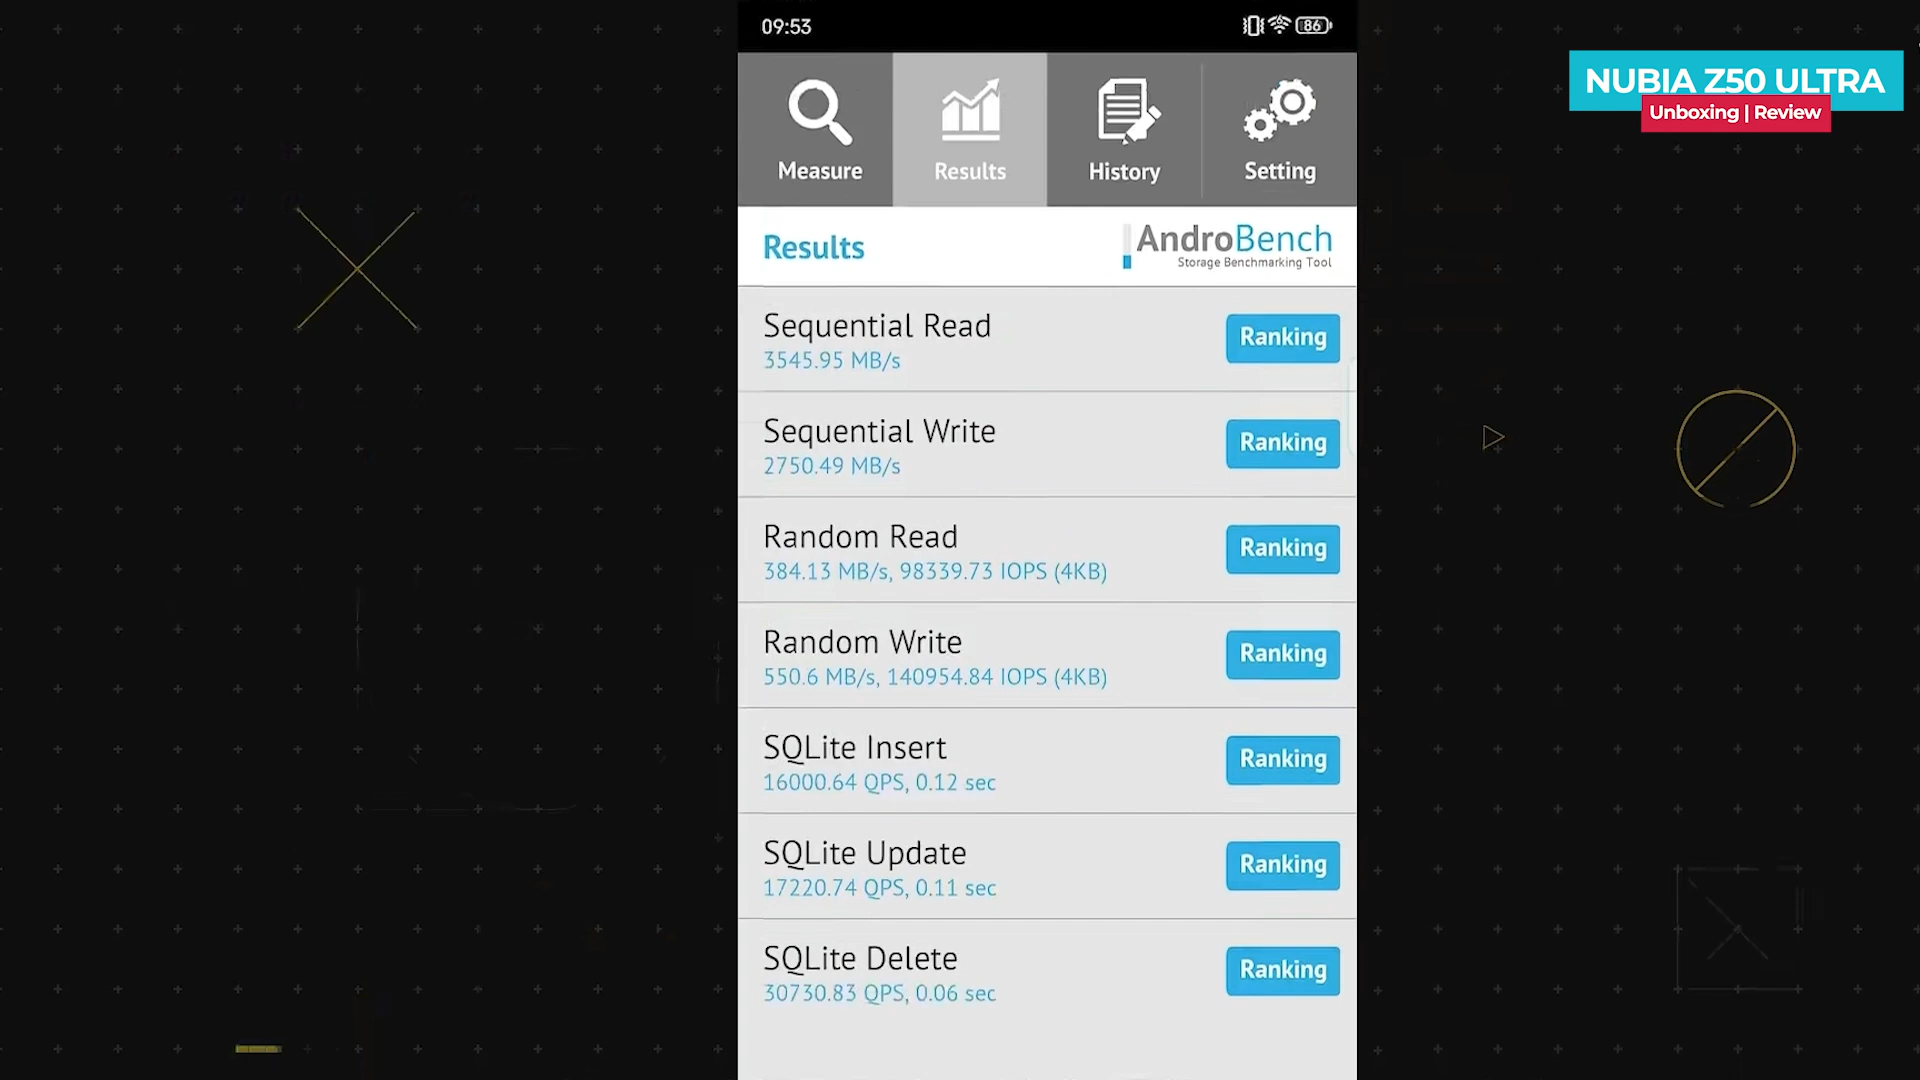 09:53
86
NUBIA Z50 ULTRA
Unboxing | Review
Measure
Results
History
Setting
Results
AndroBench
Storage Benchmarking Tool
Sequential Read
3545.95 MB/s
Ranking
Sequential Write
2750.49 MB/s
Ranking
Random Read
384.13 MB/s, 98339.73 IOPS (4KB)
Ranking
Random Write
550.6 MB/s, 140954.84 IOPS (4KB)
Ranking
SQLite Insert
16000.64 QPS, 0.12 sec
Ranking
SQLite Update
17220.74 QPS, 0.11 sec
Ranking
SQLite Delete
30730.83 QPS, 0.06 sec
Ranking